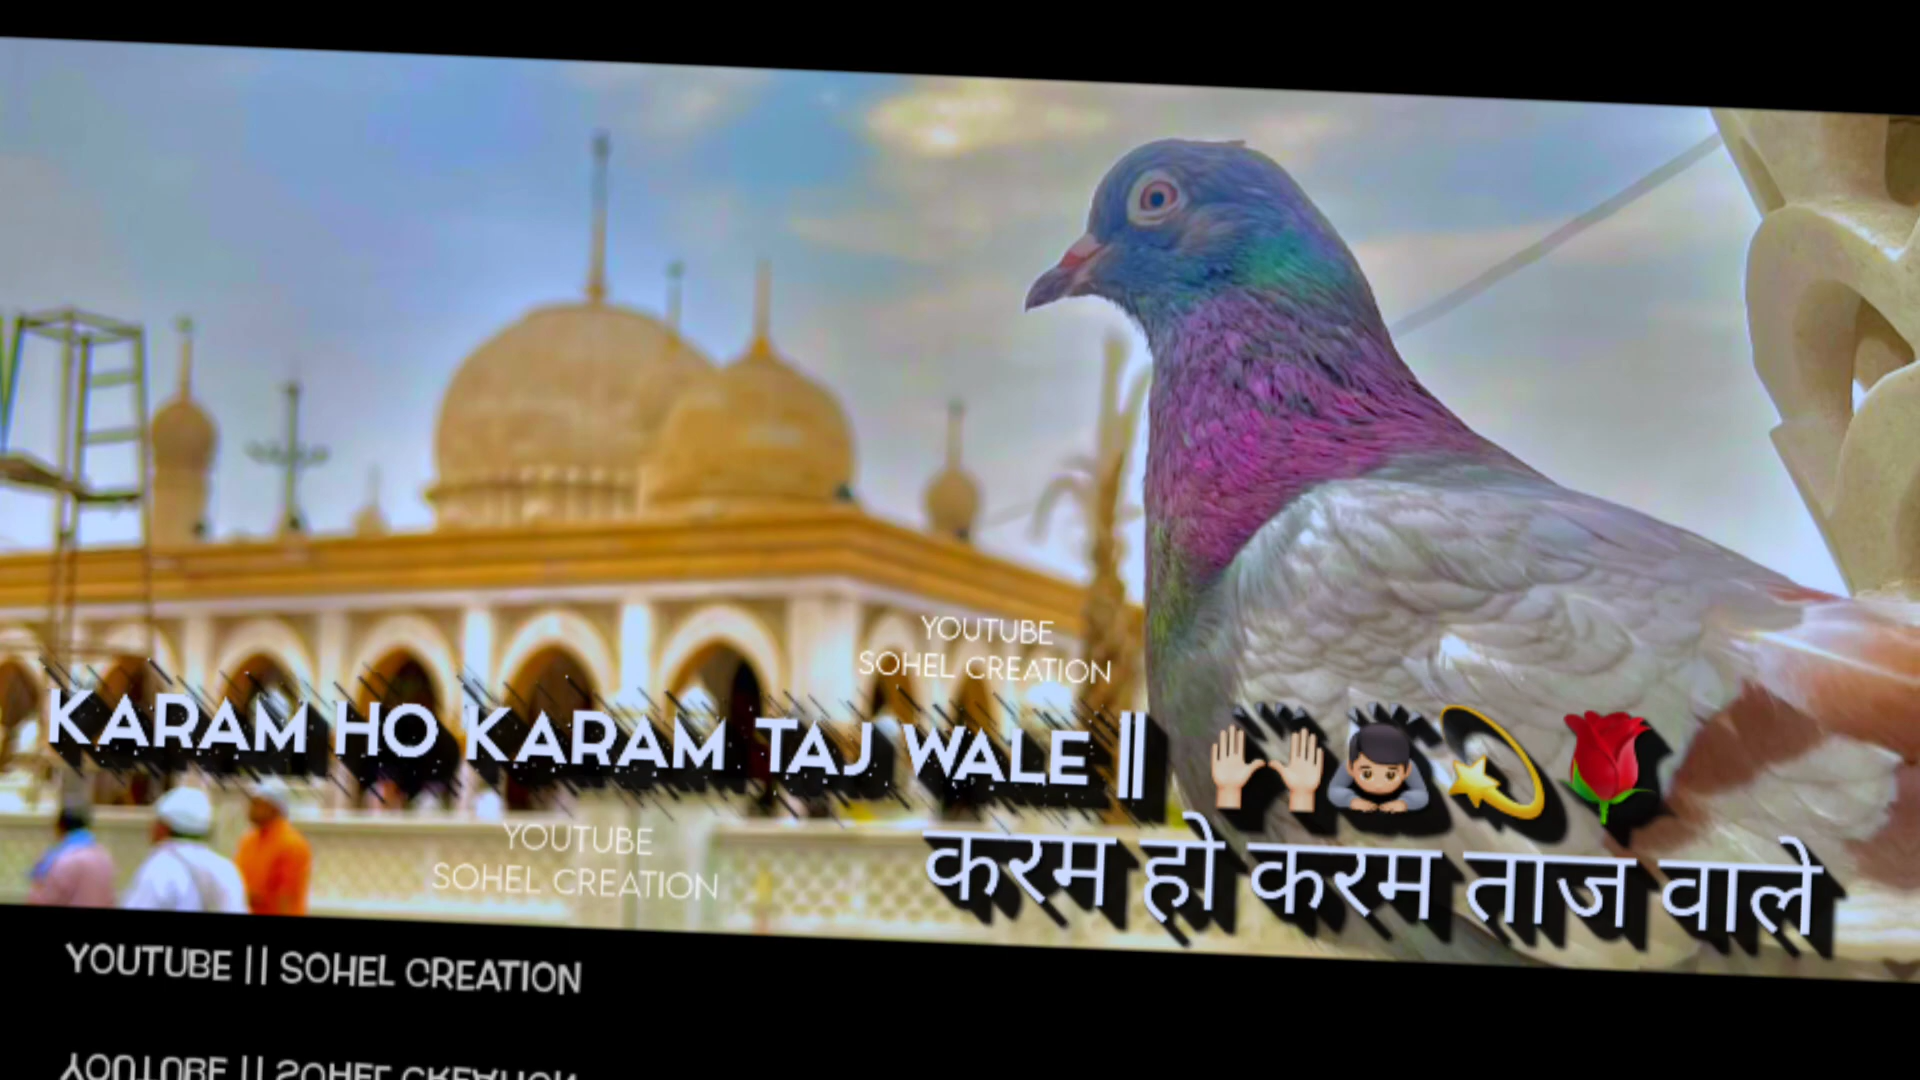 YOUTUBE
SOHEL CREATION
KARAM HO KARAM TAJ WALE || 🙌🏻🙇🏻💫🌹
करम हो करम ताज वाले
YOUTUBE
SOHEL CREATION
YOUTUBE || SOHEL CREATION
YOUTUBE || SOHEL CREATION